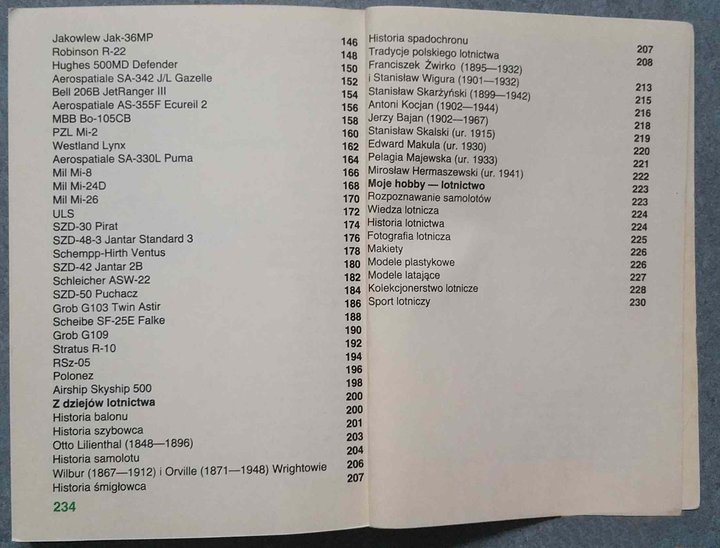 Jakowlew Jak-36MP 146
Robinson R-22 148
Hughes 500MD Defender 150
Aerospatiale SA-342 J/L Gazelle 152
Bell 206B JetRanger III 154
Aerospatiale AS-355F Ecureil 2 156
MBB Bo-105CB 158
PZL Mi-2 160
Westland Lynx 162
Aerospatiale SA-330L Puma 164
Mil Mi-8 166
Mil Mi-24D 168
Mil Mi-26 170
ULS 172
SZD-30 Pirat 174
SZD-48-3 Jantar Standard 3 176
Schempp-Hirth Ventus 178
SZD-42 Jantar 2B 180
Schleicher ASW-22 182
SZD-50 Puchacz 184
Grob G103 Twin Astir 186
Scheibe SF-25E Falke 188
Grob G109 190
Stratus R-10 192
RSz-05 194
Polonez 196
Airship Skyship 500 198
Z dziejów lotnictwa 200
Historia balonu 200
Historia szybowca 201
Otto Lilienthal (1848—1896) 203
Historia samolotu 204
Wilbur (1867—1912) i Orville (1871—1948) Wrightowie 206
Historia śmigłowca 207
234
Historia spadochronu 207
Tradycje polskiego lotnictwa 208
Franciszek Żwirko (1895—1932)
i Stanisław Wigura (1901—1932) 213
Stanisław Skarżyński (1899—1942) 215
Antoni Kocjan (1902—1944) 216
Jerzy Bajan (1902—1967) 218
Stanisław Skalski (ur. 1915) 219
Edward Makula (ur. 1930) 220
Pelagia Majewska (ur. 1933) 221
Mirosław Hermaszewski (ur. 1941) 222
Moje hobby — lotnictwo 223
Rozpoznawanie samolotów 223
Wiedza lotnicza 224
Historia lotnictwa 224
Fotografia lotnicza 225
Makiety 226
Modele plastykowe 226
Modele latające 227
Kolekcjonerstwo lotnicze 228
Sport lotniczy 230